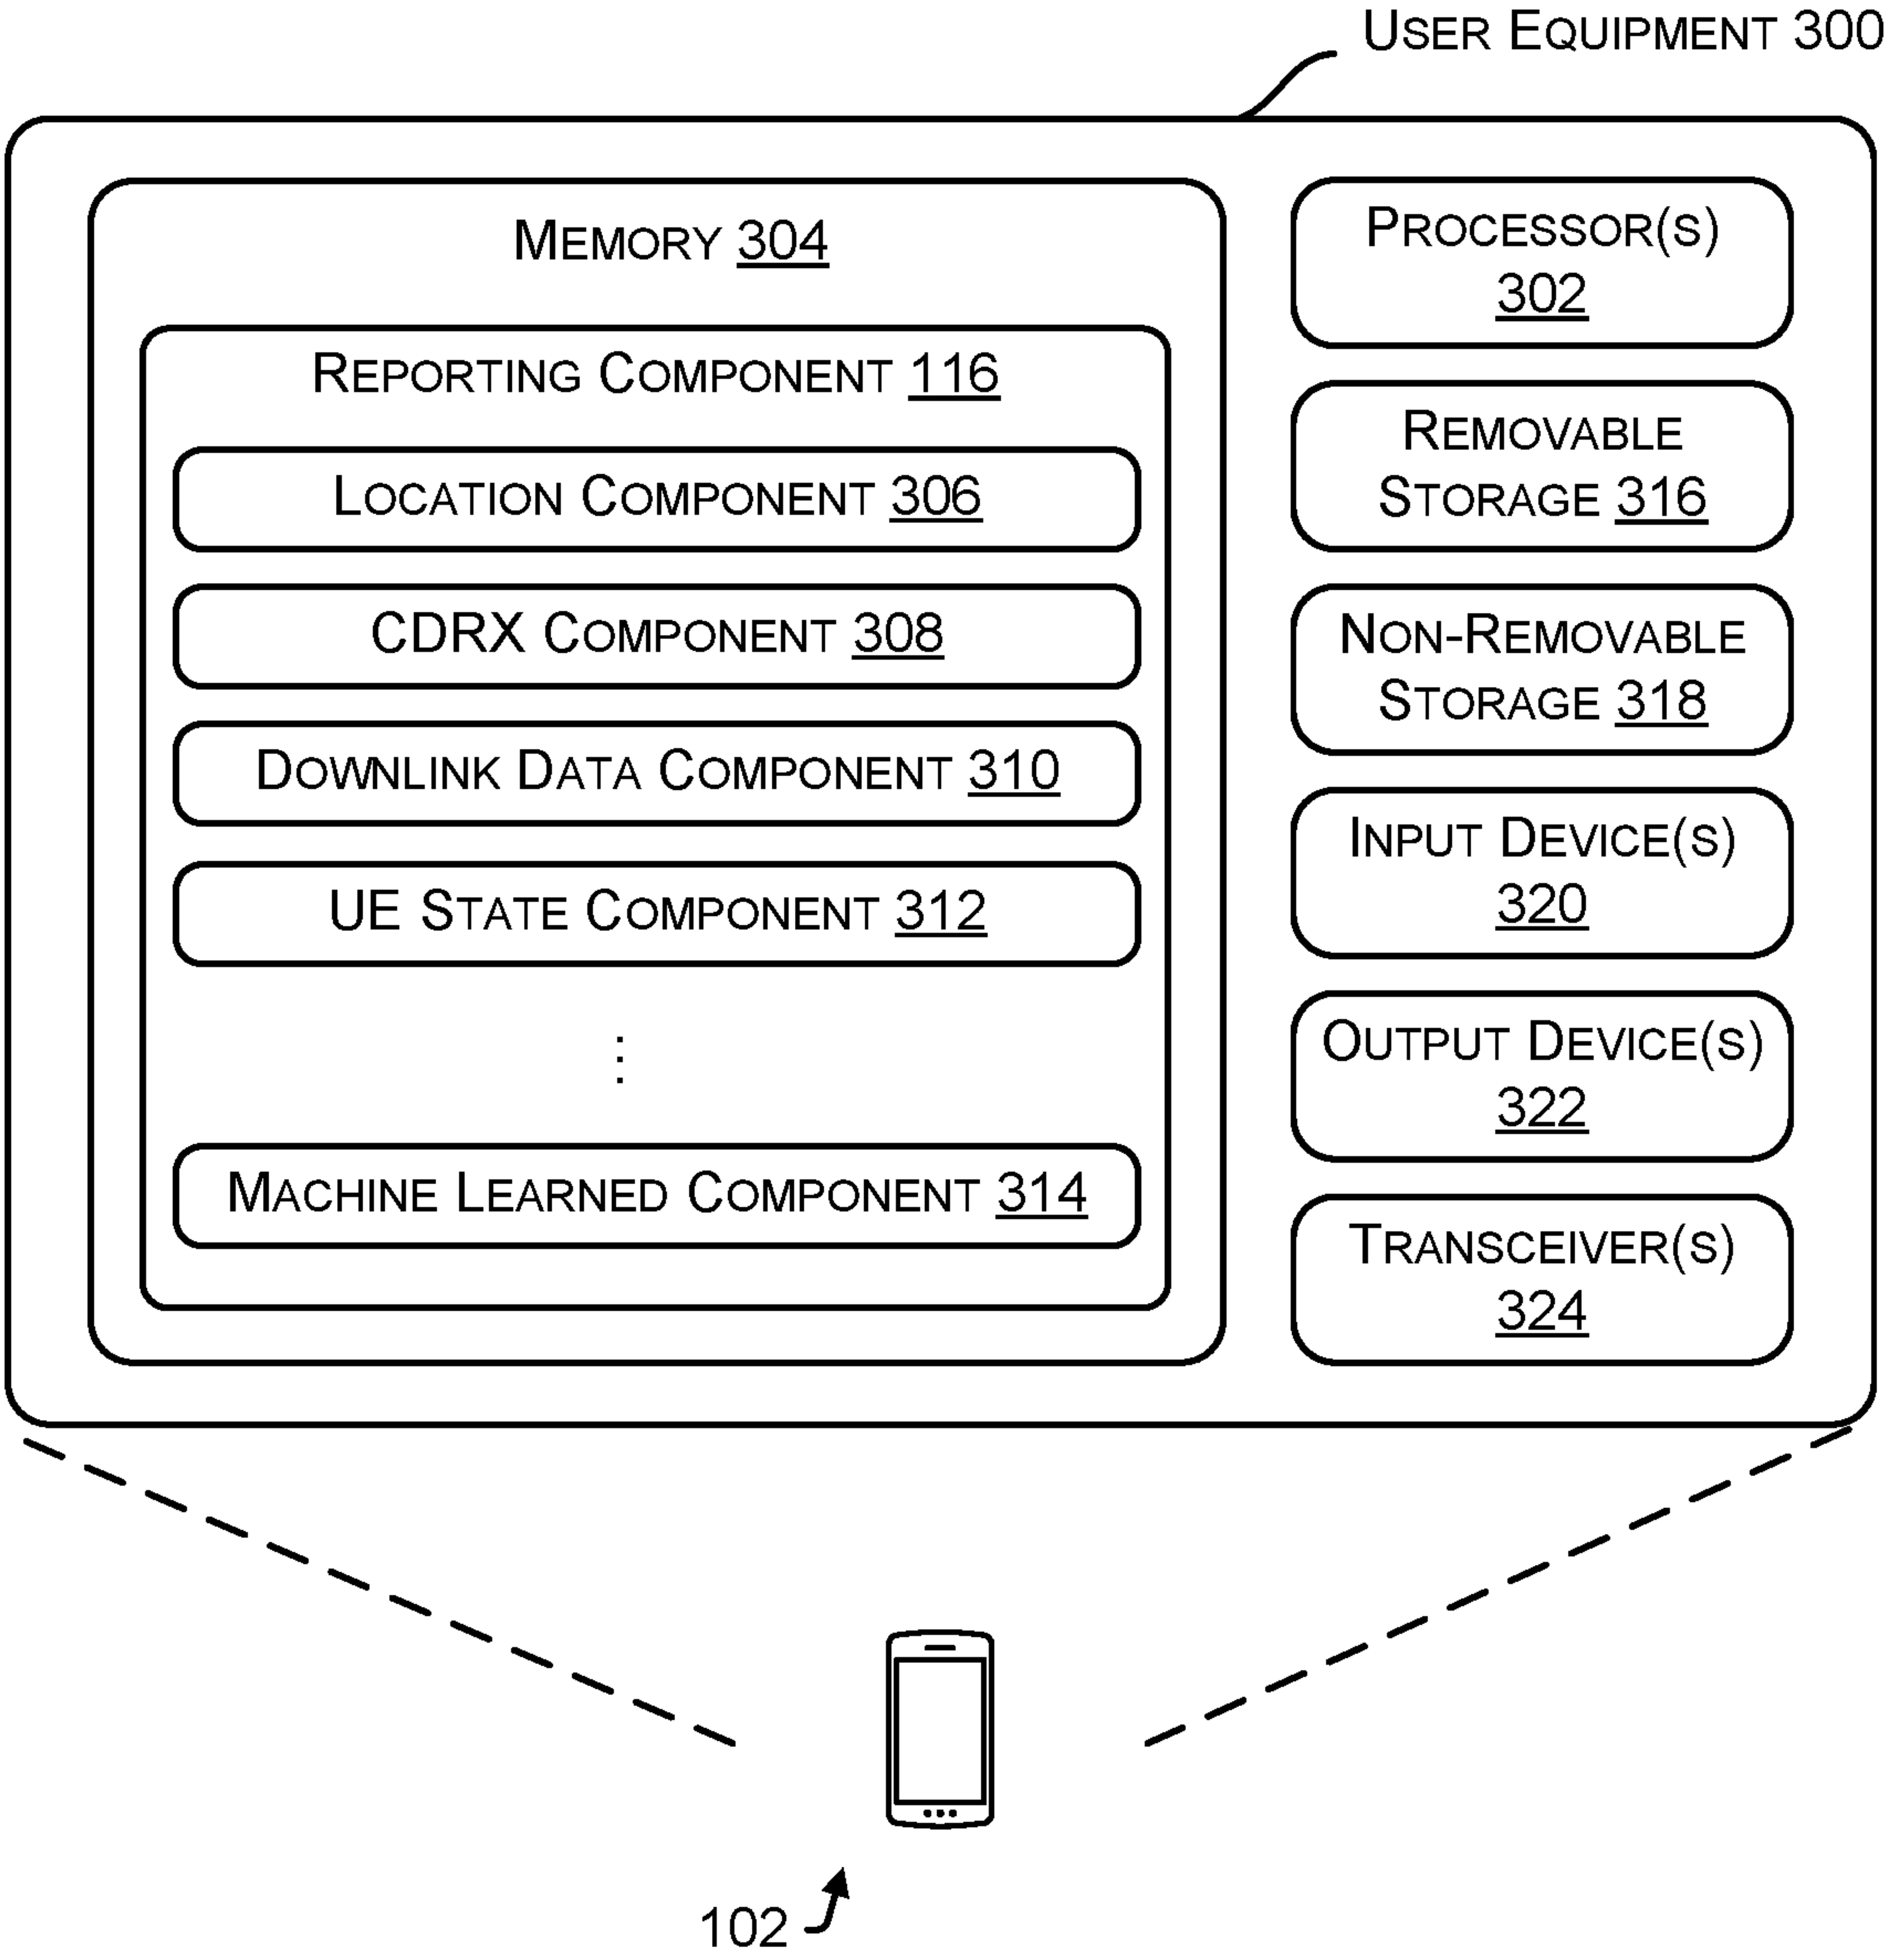 USER EQUIPMENT 300
MEMORY 304
REPORTING COMPONENT 116
LOCATION COMPONENT 306
CDRX COMPONENT 308
DOWNLINK DATA COMPONENT 310
UE STATE COMPONENT 312
⋮
MACHINE LEARNED COMPONENT 314
PROCESSOR(S)
302
REMOVABLE
STORAGE 316
NON-REMOVABLE
STORAGE 318
INPUT DEVICE(S)
320
OUTPUT DEVICE(S)
322
TRANSCEIVER(S)
324
102